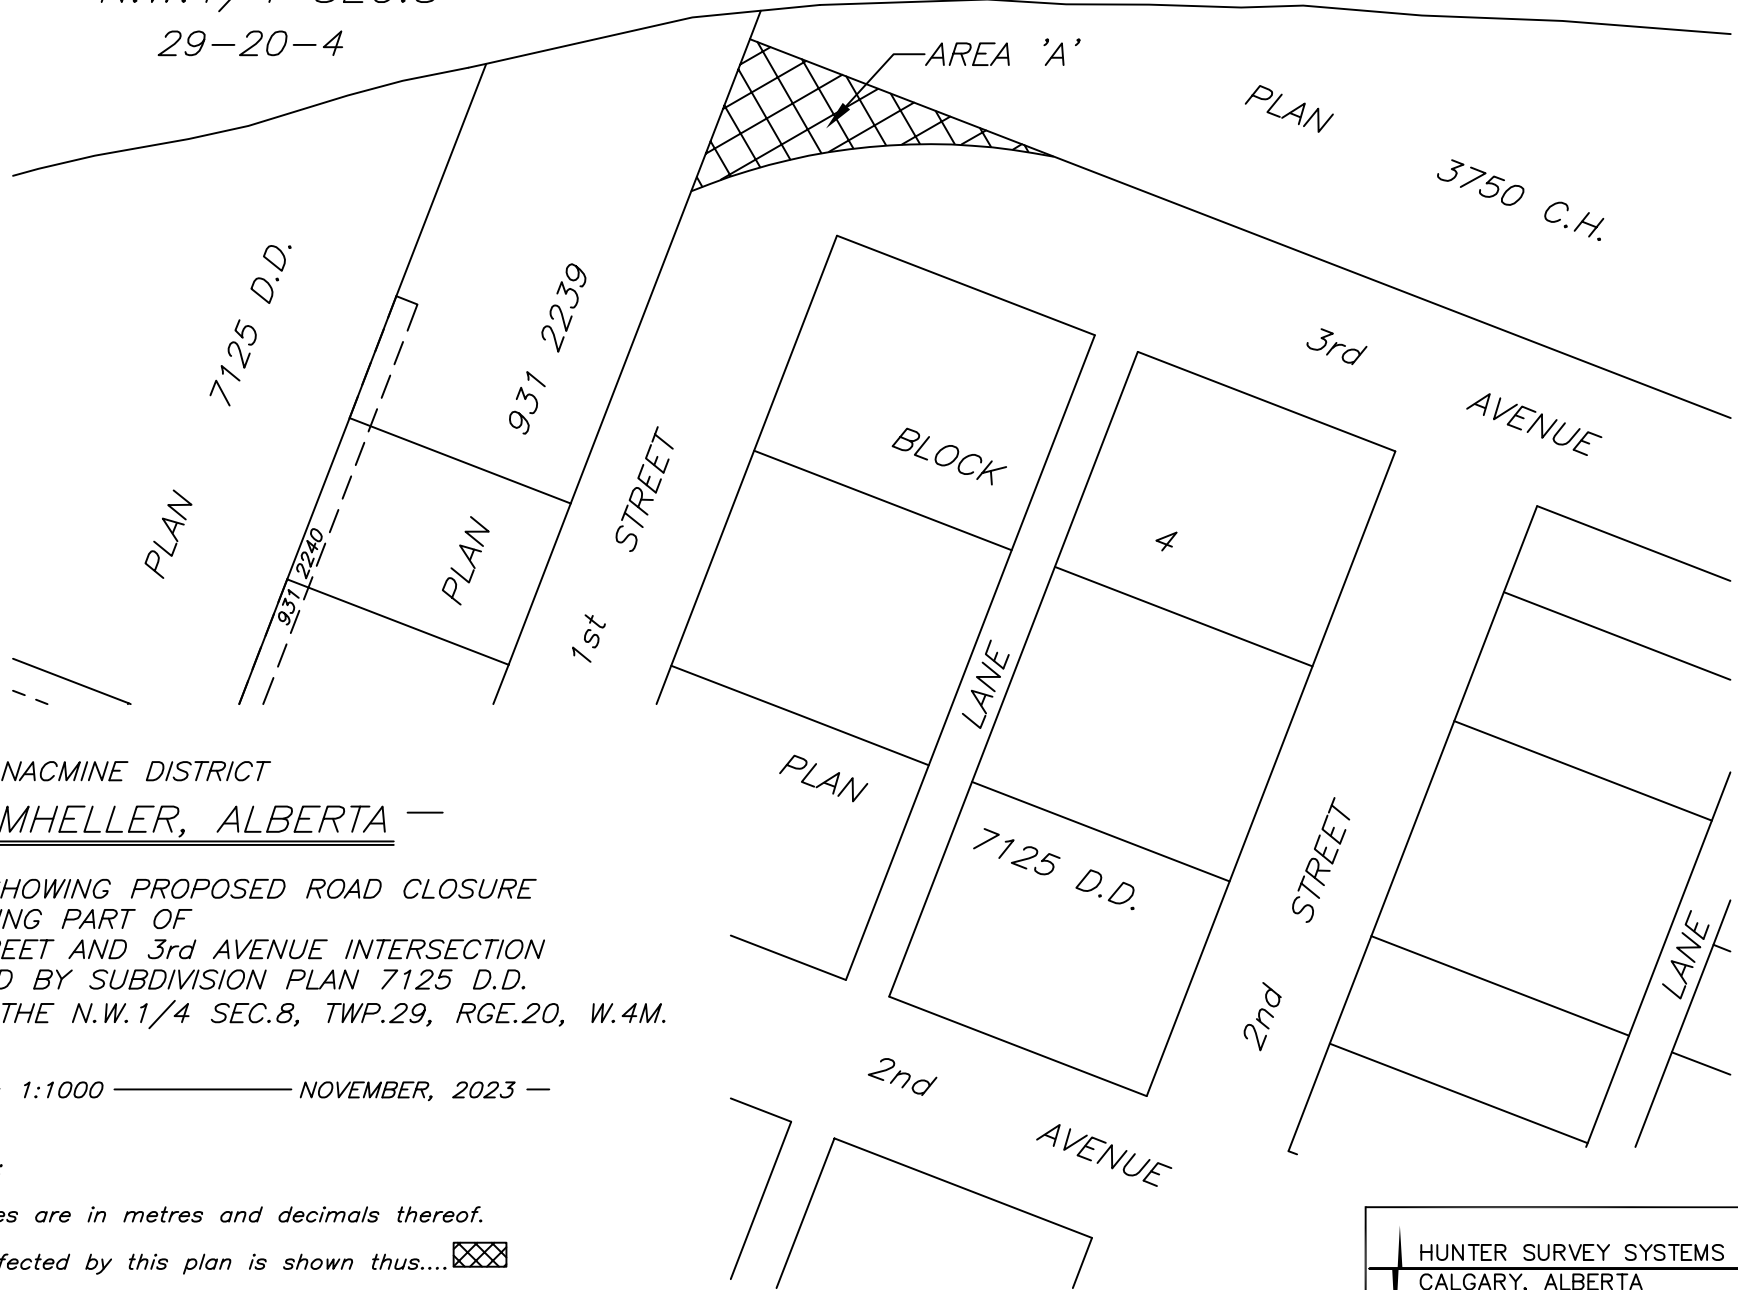 29-20-4
AREA 'A'
PLAN
3750 C.H.
7125 D.D.
PLAN
931 2239
PLAN
931 2240
STREET
1st
3rd
AVENUE
BLOCK
4
LANE
PLAN
7125 D.D.
STREET
2nd
LANE
2nd
AVENUE
NACMINE DISTRICT
MHELLER, ALBERTA —
HOWING PROPOSED ROAD CLOSURE
NG PART OF
EET AND 3rd AVENUE INTERSECTION
D BY SUBDIVISION PLAN 7125 D.D.
THE N.W.1/4 SEC.8, TWP.29, RGE.20, W.4M.
1:1000 — NOVEMBER, 2023 —
es are in metres and decimals thereof.
fected by this plan is shown thus....
HUNTER SURVEY SYSTEMS
CALGARY, ALBERTA